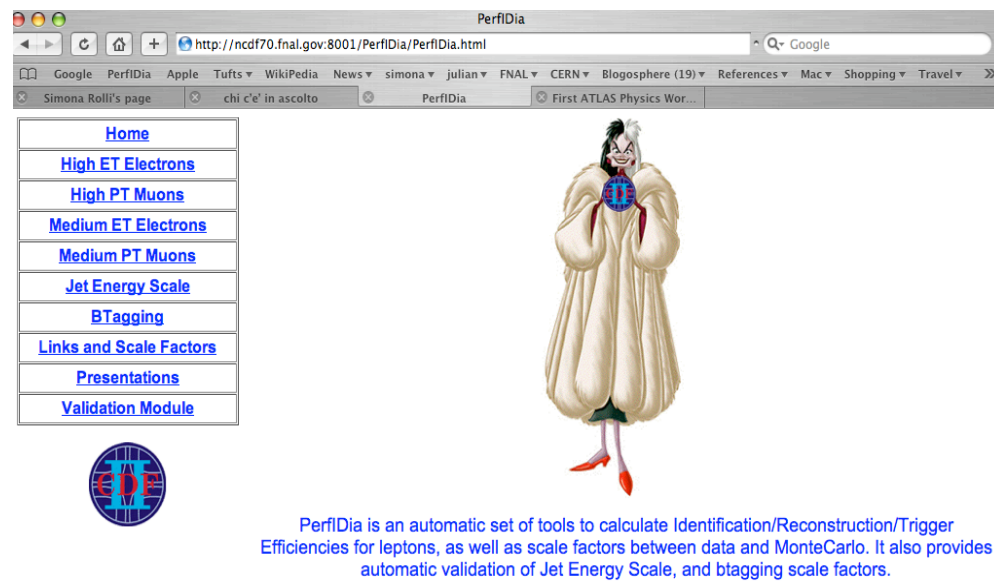 PerfIDia
http://ncdf70.fnal.gov:8001/PerfIDia/PerfIDia.html
Google
Google PerfIDia Apple Tufts WikiPedia News simona julian FNAL CERN Blogosphere (19) References Mac Shopping Travel
Simona Rolli's page
chi c'e' in ascolto
PerfIDia
First ATLAS Physics Wor...
Home
High ET Electrons
High PT Muons
Medium ET Electrons
Medium PT Muons
Jet Energy Scale
BTagging
Links and Scale Factors
Presentations
Validation Module
II
CDF
II
PerfIDia is an automatic set of tools to calculate Identification/Reconstruction/Trigger
Efficiencies for leptons, as well as scale factors between data and MonteCarlo. It also provides
automatic validation of Jet Energy Scale, and btagging scale factors.